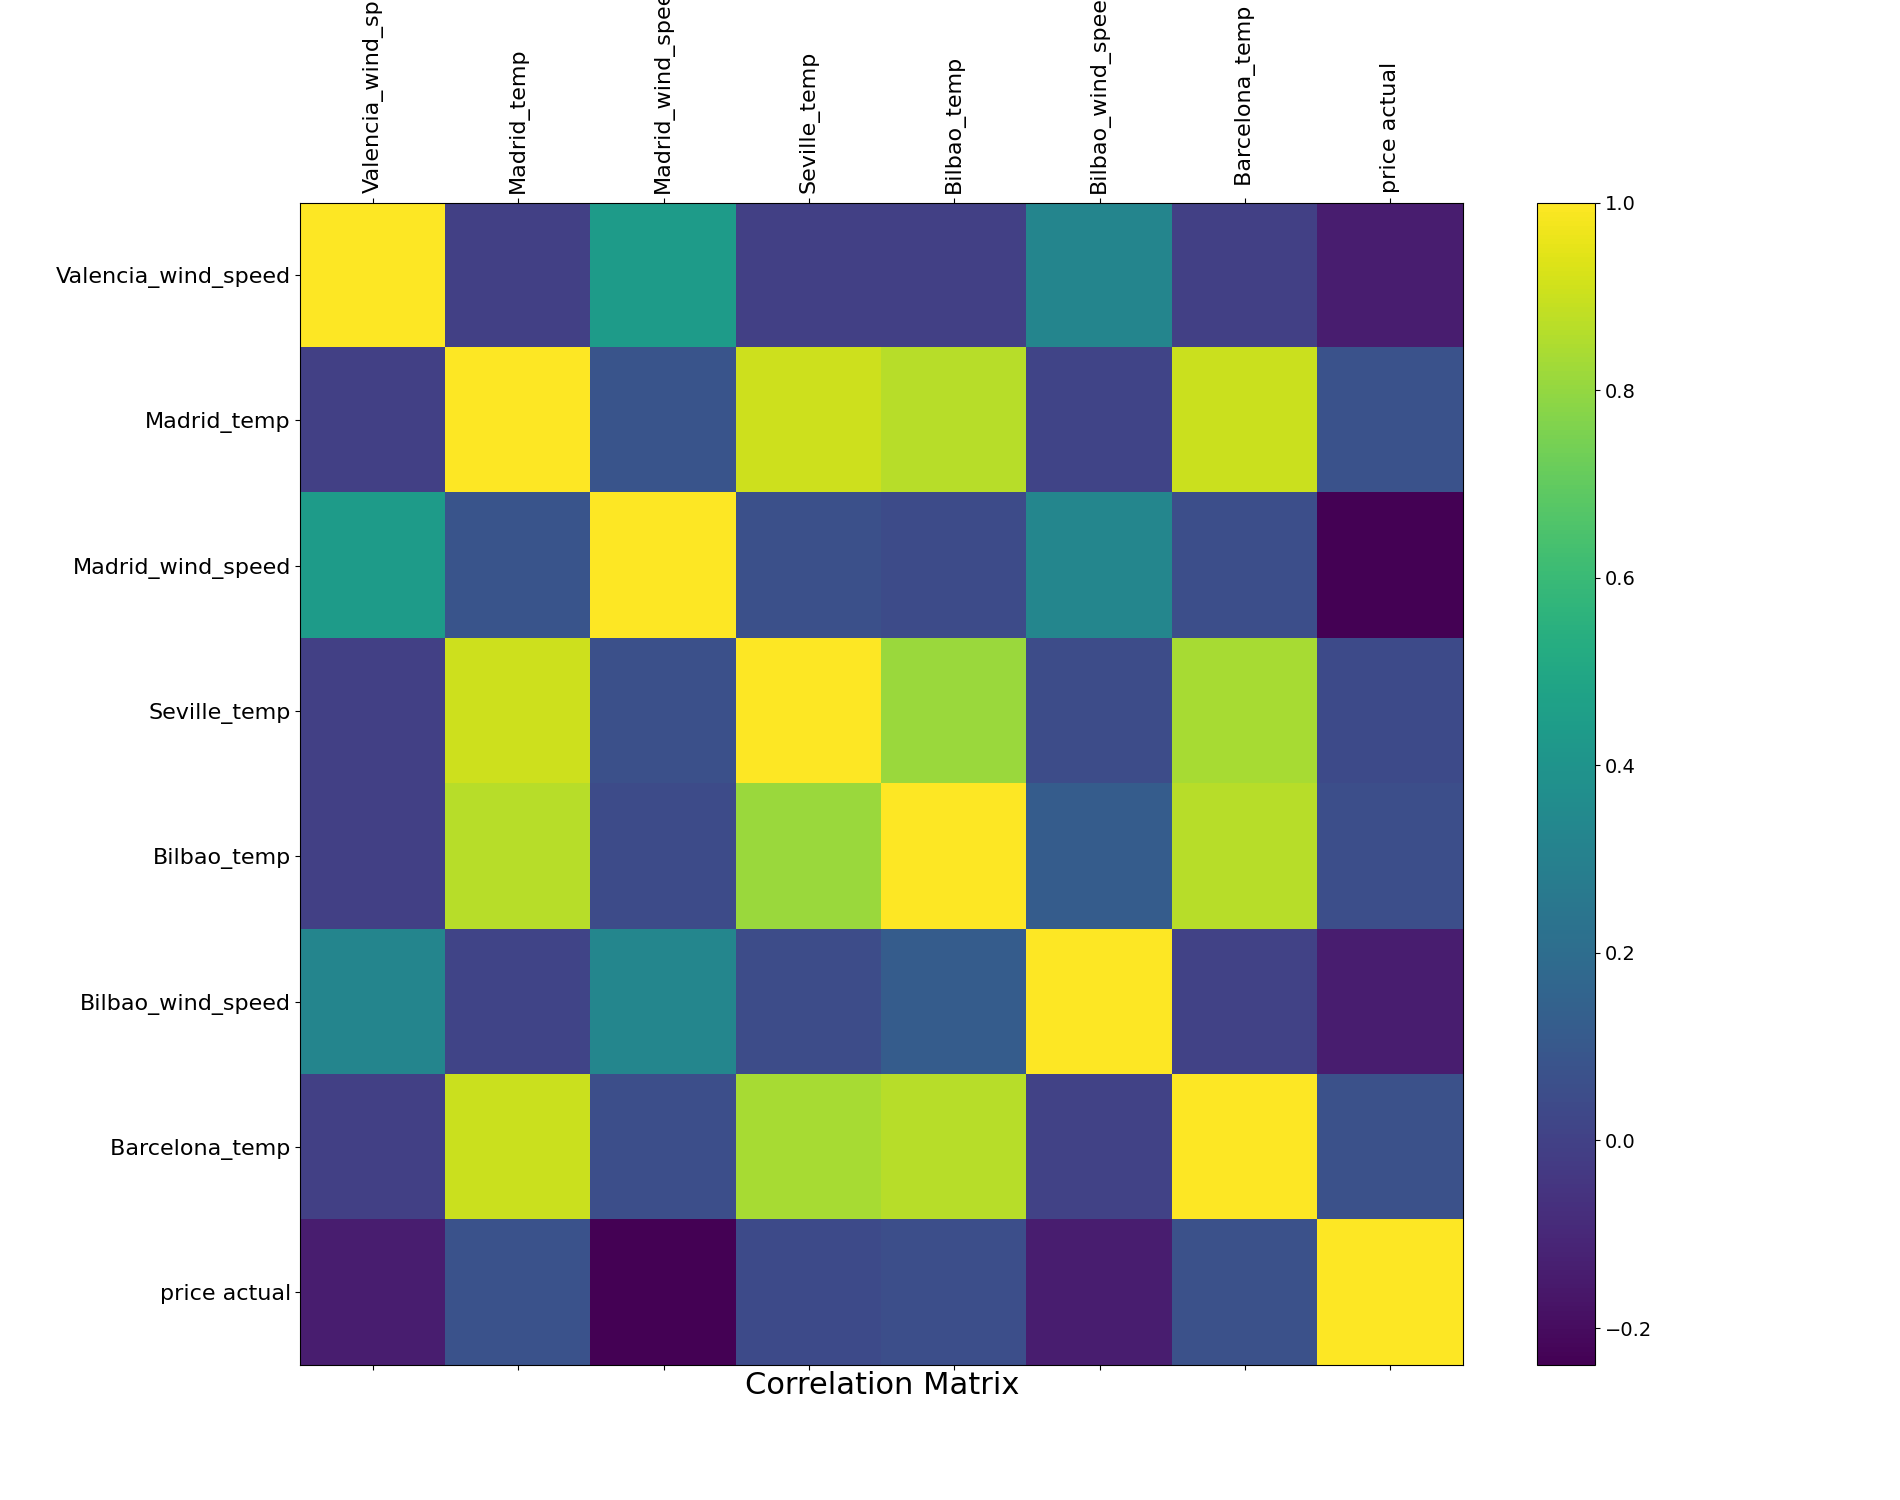 Valencia_wind_sp
Madrid_temp
Madrid_wind_spee
Seville_temp
Bilbao_temp
Bilbao_wind_spee
Barcelona_temp
price actual
Valencia_wind_speed
Madrid_temp
Madrid_wind_speed
Seville_temp
Bilbao_temp
Bilbao_wind_speed
Barcelona_temp
price actual
1.0
0.8
0.6
0.4
0.2
0.0
−0.2
Correlation Matrix